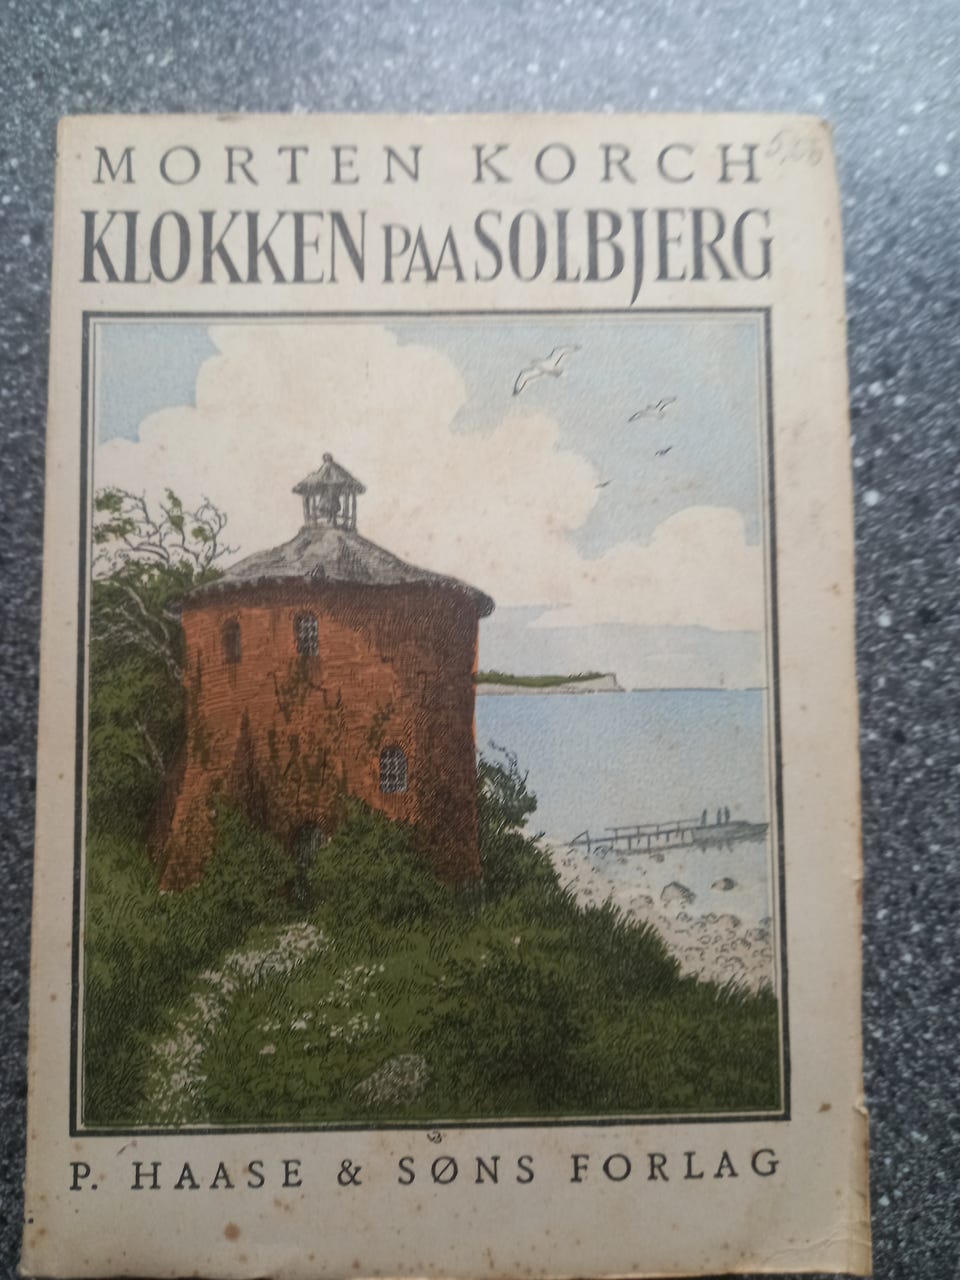 MORTEN KORCH
KLOKKEN PAA SOLBJERG
P. HAASE & SØNS FORLAG